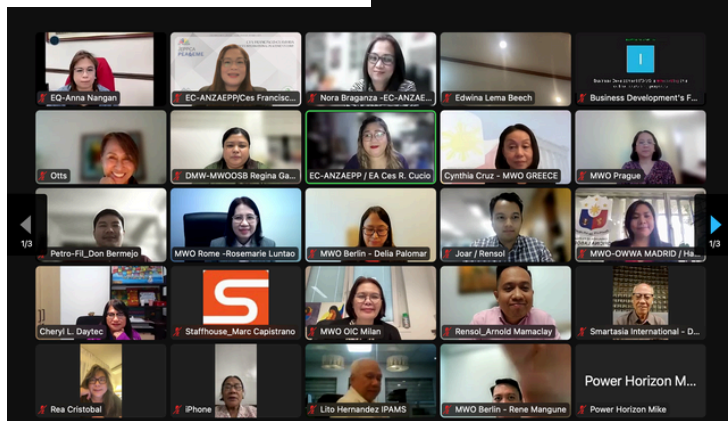 EQ-Anna Nangan
EC-ANZAEPP/Ces Francisc...
Nora Braganza -EC-ANZAE...
Edwina Lema Beech
I
Business Development's F...
Otts
DMW-MWOOSB Regina Ga...
EC-ANZAEPP / EA Ces R. Cucio
Cynthia Cruz - MWO GREECE
MWO Prague
1/3
Petro-Fil_Don Bermejo
MWO Rome -Rosemarie Luntao
MWO Berlin - Delia Palomar
Joar / Rensol
MWO-OWWA MADRID / Ha...
1/3
Cheryl L. Daytec
S
Staffhouse_Marc Capistrano
MWO OIC Milan
Rensol_Arnold Mamaclay
Smartasia International - D...
Rea Cristobal
iPhone
Lito Hernandez IPAMS
MWO Berlin - Rene Mangune
Power Horizon M...
Power Horizon Mike